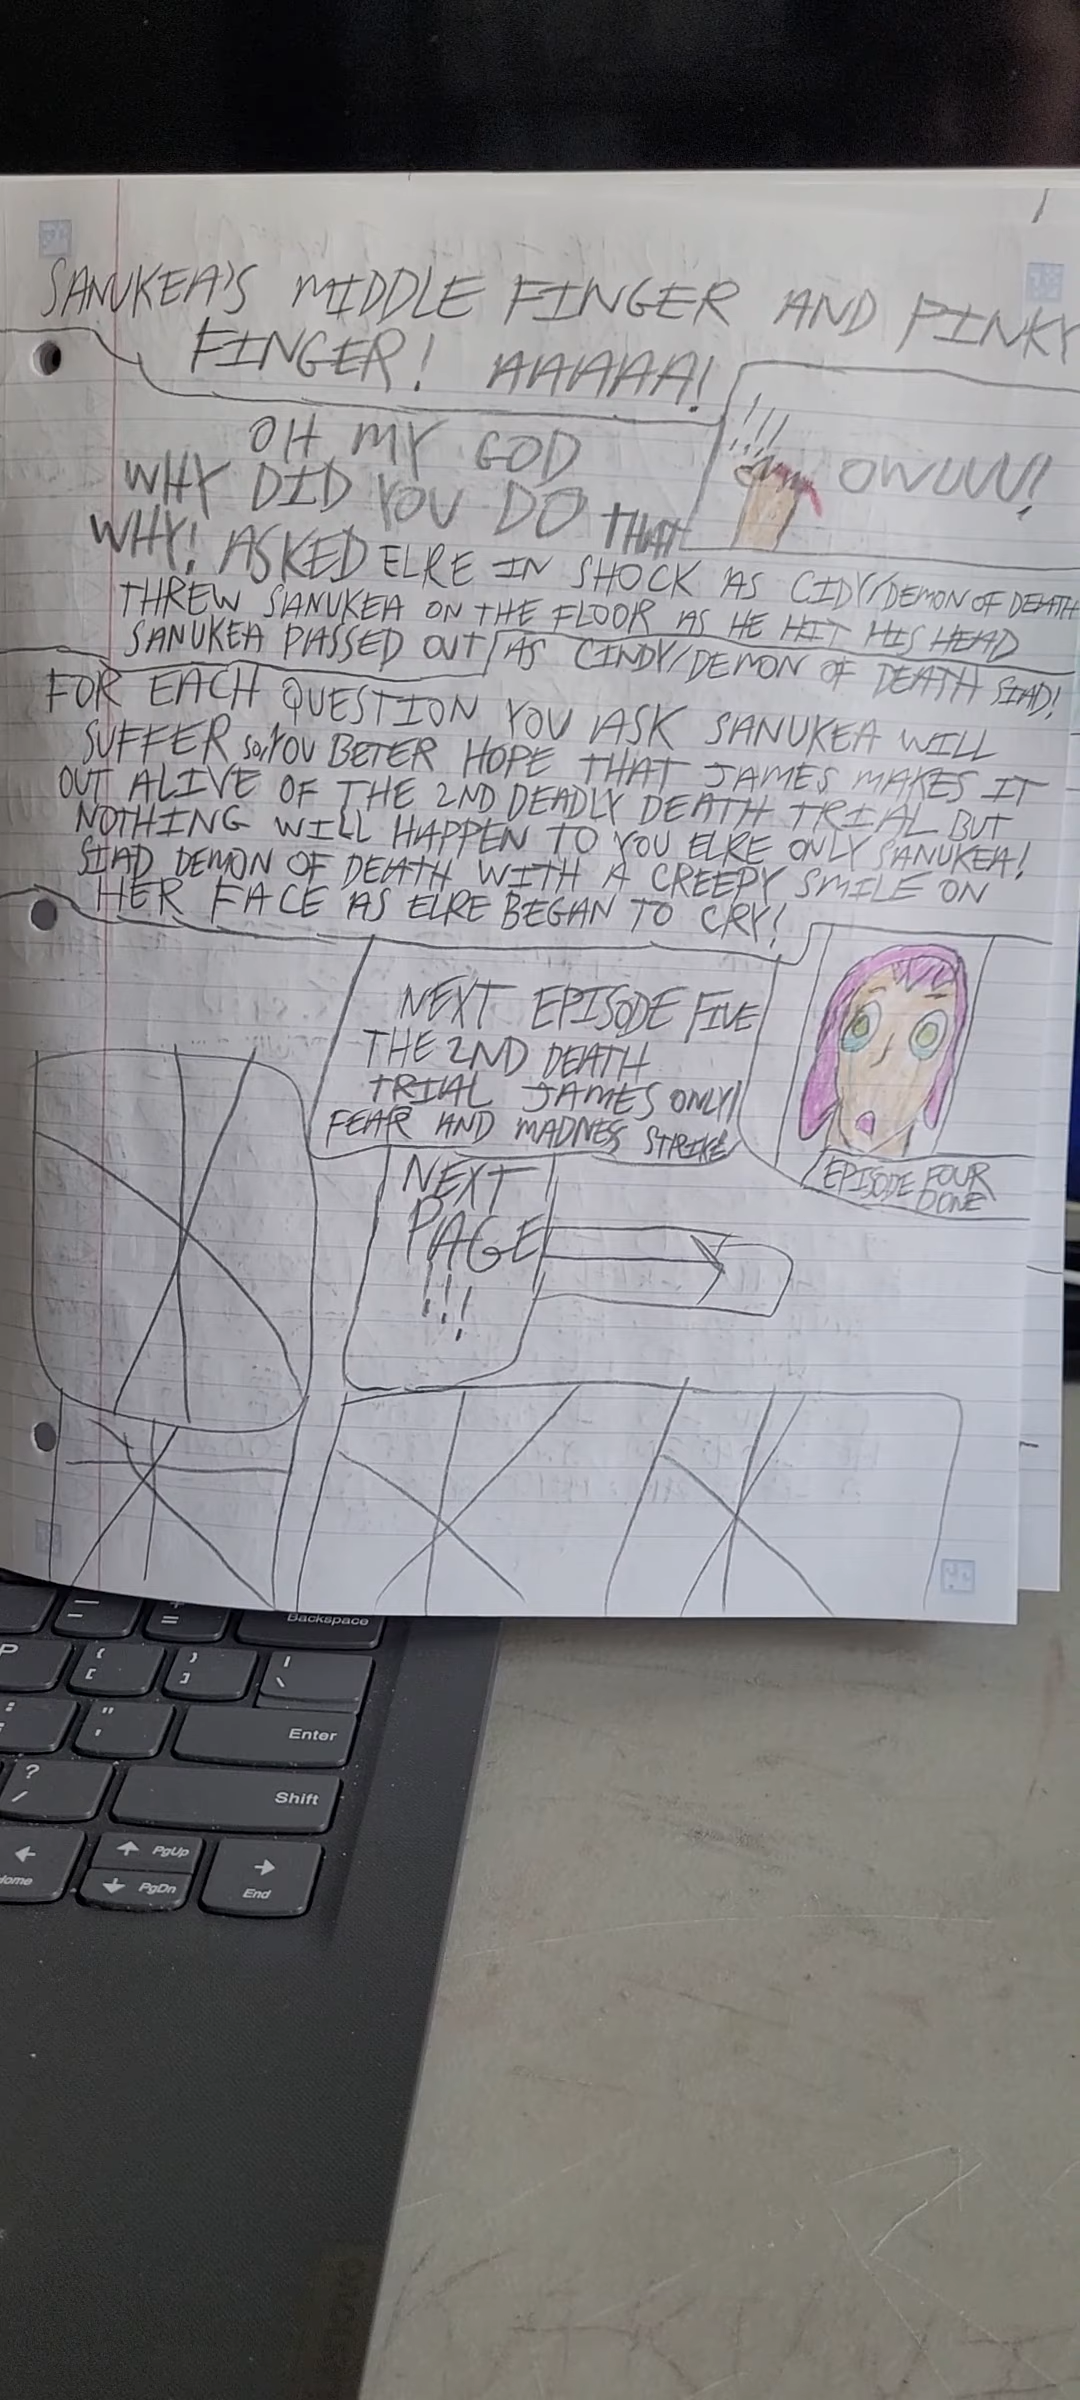 SANUKEA'S MIDDLE FINGER AND PINKY
FINGER! AAAAAA!
OH MY GOD
WHY DID YOU DO THAT
WHY! ASKED ELRE IN SHOCK AS CIDY/DEMON OF DEATH
OWUUU!
THREW SANUKEA ON THE FLOOR AS HE HIT HIS HEAD
SANUKEA PASSED OUT AS CINDY/DEMON OF DEATH SIAD!
FOR EACH QUESTION YOU ASK SANUKEA WILL
SUFFER so YOU BETER HOPE THAT JAMES MAKES IT
OUT ALIVE OF THE 2ND DEADLY DEATH TRIAL BUT
NOTHING WILL HAPPEN TO YOU ELRE ONLY SANUKEA!
SIAD DEMON OF DEATH WITH A CREEPY SMILE ON
HER FACE AS ELRE BEGAN TO CRY!
NEXT EPISODE FIVE
THE 2ND DEATH
TRIAL JAMES ONLY!
FEAR AND MADNESS STRIKE
EPISODE FOUR
DONE
NEXT
PAGE
!!!
Backspace
P
Enter
?
Shift
Home
PgUp
PgDn
End